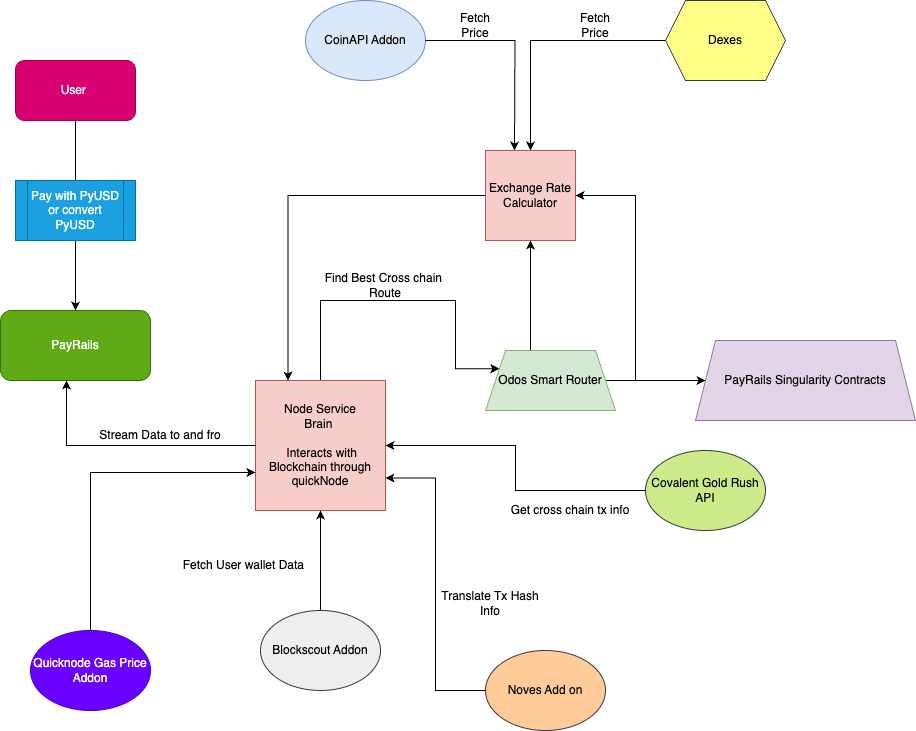 Fetch
Price
Fetch
Price
CoinAPI Addon
Dexes
User
Pay with PyUSD
or convert
PyUSD
Exchange Rate
Calculator
Find Best Cross chain
Route
PayRails
Odos Smart Router
PayRails Singularity Contracts
Node Service
Brain
Interacts with
Blockchain through
quickNode
Stream Data to and fro
Covalent Gold Rush
API
Get cross chain tx info
Fetch User wallet Data
Translate Tx Hash
Info
Quicknode Gas Price
Addon
Blockscout Addon
Noves Add on